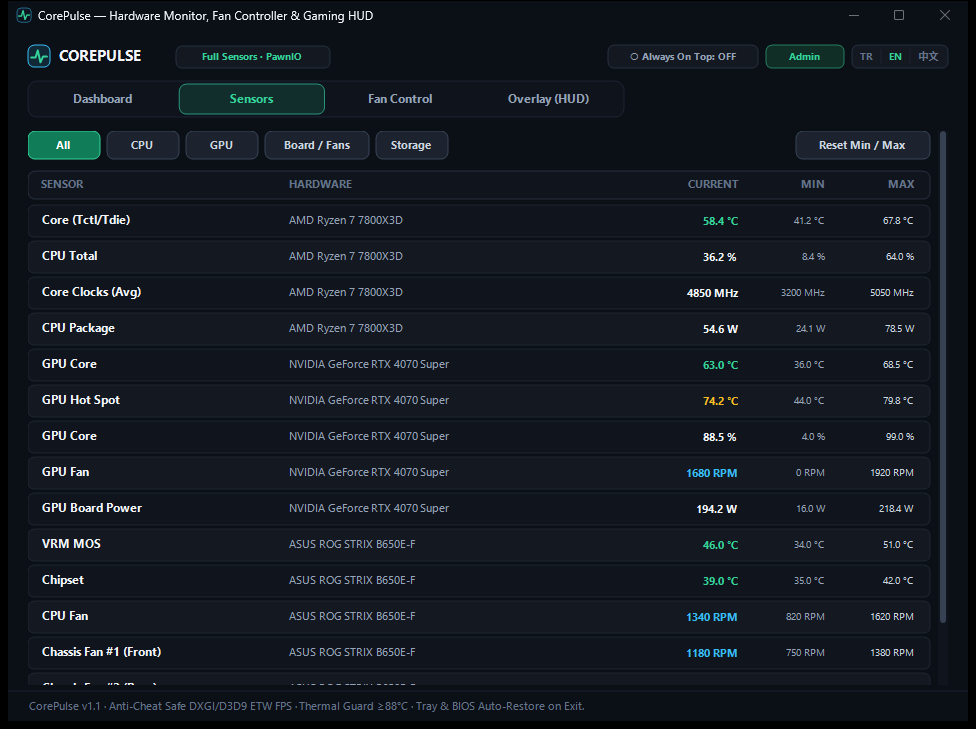 CorePulse — Hardware Monitor, Fan Controller & Gaming HUD
COREPULSE Full Sensors · PawnIO Always On Top: OFF Admin TR EN 中文
Dashboard Sensors Fan Control Overlay (HUD)
All CPU GPU Board / Fans Storage Reset Min / Max
SENSOR HARDWARE CURRENT MIN MAX
Core (Tctl/Tdie) AMD Ryzen 7 7800X3D 58.4 °C 41.2 °C 67.8 °C
CPU Total AMD Ryzen 7 7800X3D 36.2 % 8.4 % 64.0 %
Core Clocks (Avg) AMD Ryzen 7 7800X3D 4850 MHz 3200 MHz 5050 MHz
CPU Package AMD Ryzen 7 7800X3D 54.6 W 24.1 W 78.5 W
GPU Core NVIDIA GeForce RTX 4070 Super 63.0 °C 36.0 °C 68.5 °C
GPU Hot Spot NVIDIA GeForce RTX 4070 Super 74.2 °C 44.0 °C 79.8 °C
GPU Core NVIDIA GeForce RTX 4070 Super 88.5 % 4.0 % 99.0 %
GPU Fan NVIDIA GeForce RTX 4070 Super 1680 RPM 0 RPM 1920 RPM
GPU Board Power NVIDIA GeForce RTX 4070 Super 194.2 W 16.0 W 218.4 W
VRM MOS ASUS ROG STRIX B650E-F 46.0 °C 34.0 °C 51.0 °C
Chipset ASUS ROG STRIX B650E-F 39.0 °C 35.0 °C 42.0 °C
CPU Fan ASUS ROG STRIX B650E-F 1340 RPM 820 RPM 1620 RPM
Chassis Fan #1 (Front) ASUS ROG STRIX B650E-F 1180 RPM 750 RPM 1380 RPM
CorePulse v1.1 · Anti-Cheat Safe DXGI/D3D9 ETW FPS · Thermal Guard ≥88°C · Tray & BIOS Auto-Restore on Exit.